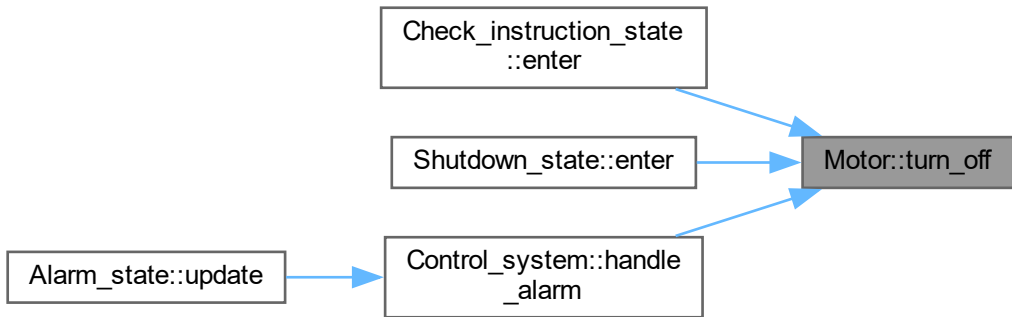 Check_instruction_state
::enter
Shutdown_state::enter
Motor::turn_off
Control_system::handle
_alarm
Alarm_state::update